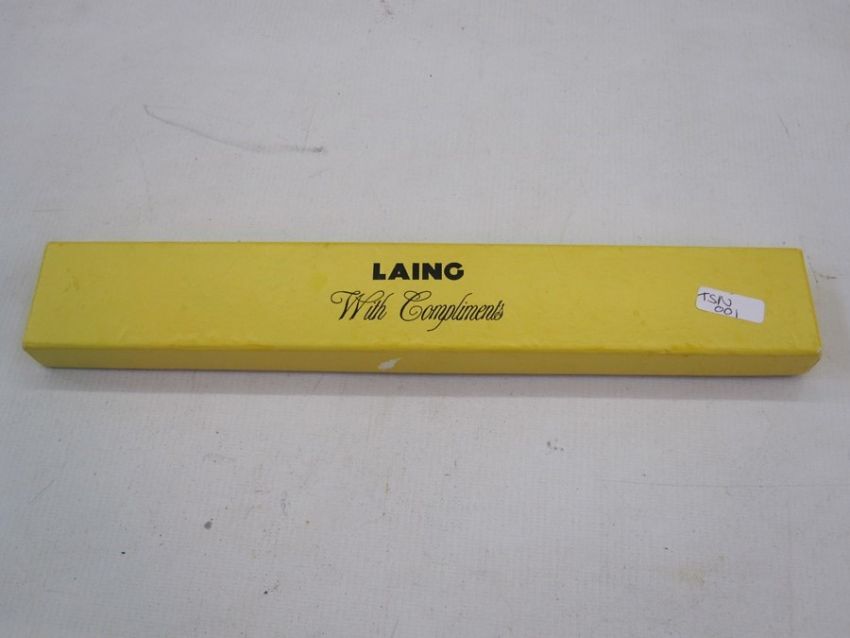 LAING
With Compliments
TSN
001